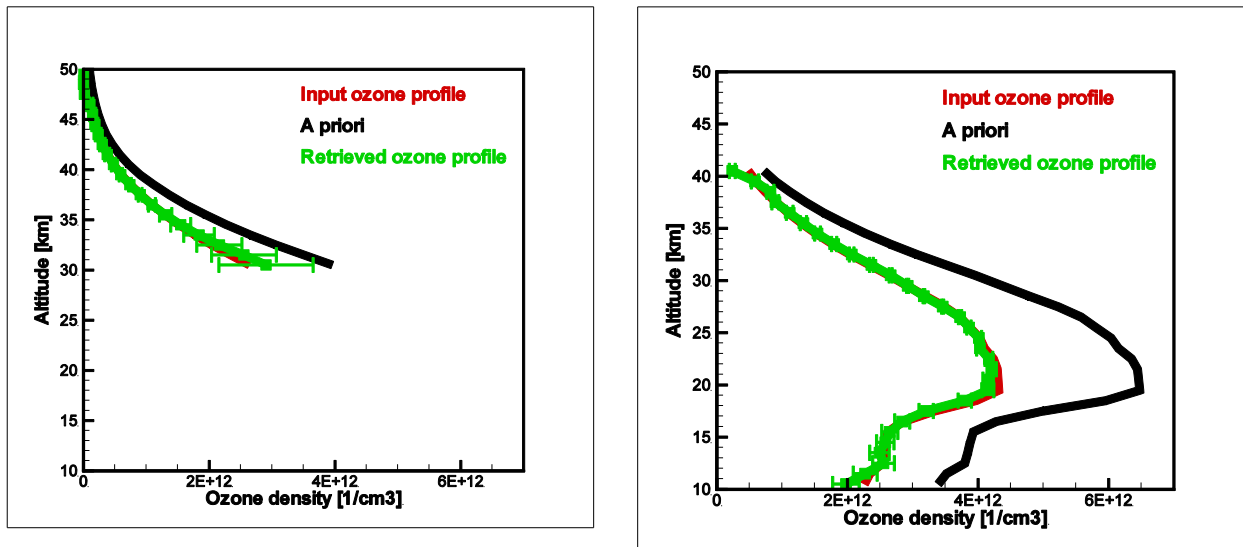 50
45
40
35
30
25
20
15
10
Altitude [km]
Input ozone profile
A priori
Retrieved ozone profile
0
2E+12
4E+12
6E+12
Ozone density [1/cm3]
50
45
40
35
30
25
20
15
10
Altitude [km]
Input ozone profile
A priori
Retrieved ozone profile
0
2E+12
4E+12
6E+12
Ozone density [1/cm3]